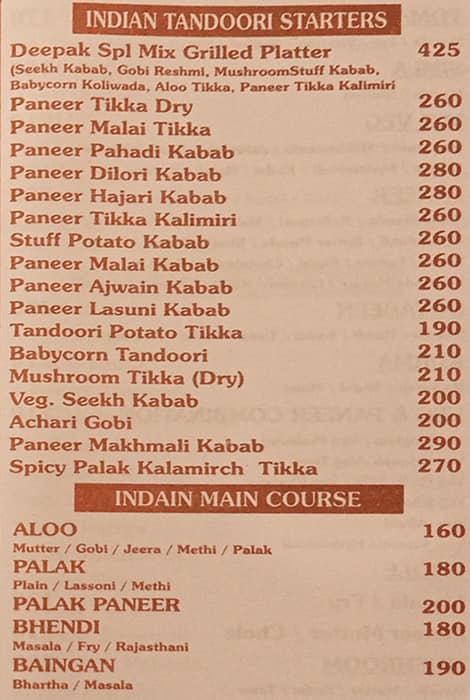 INDIAN TANDOORI STARTERS
Deepak Spl Mix Grilled Platter 425
(Seekh Kabab, Gobi Reshmi, MushroomStuff Kabab,
Babycorn Koliwada, Aloo Tikka, Paneer Tikka Kalimiri
Paneer Tikka Dry 260
Paneer Malai Tikka 260
Paneer Pahadi Kabab 260
Paneer Dilori Kabab 280
Paneer Hajari Kabab 280
Paneer Tikka Kalimiri 260
Stuff Potato Kabab 260
Paneer Malai Kabab 260
Paneer Ajwain Kabab 260
Paneer Lasuni Kabab 260
Tandoori Potato Tikka 190
Babycorn Tandoori 210
Mushroom Tikka (Dry) 210
Veg. Seekh Kabab 200
Achari Gobi 200
Paneer Makhmali Kabab 290
Spicy Palak Kalamirch Tikka 270
INDAIN MAIN COURSE
ALOO 160
Mutter / Gobi / Jeera / Methi / Palak
PALAK 180
Plain / Lassoni / Methi
PALAK PANEER 200
BHENDI 180
Masala / Fry / Rajasthani
BAINGAN 190
Bhartha / Masala